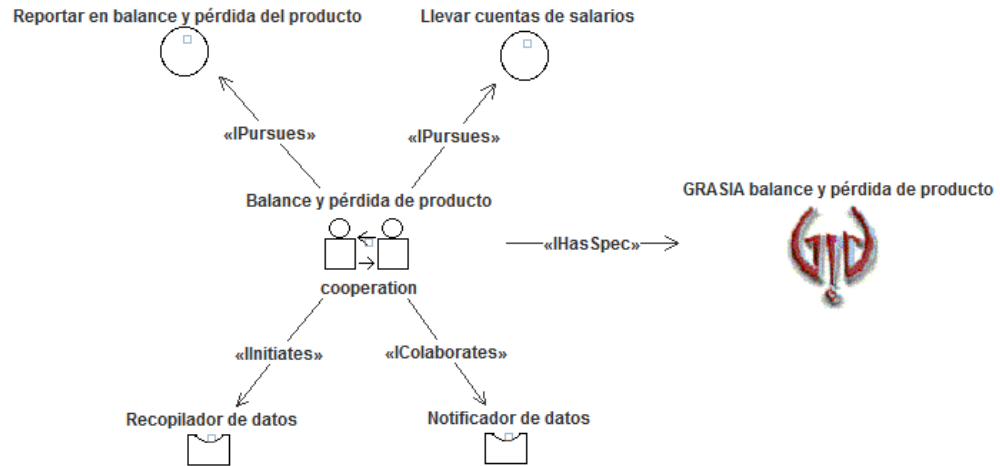 Reportar en balance y pérdida del producto
Llevar cuentas de salarios
«IPursues»
«IPursues»
Balance y pérdida de producto
GRASIA balance y pérdida de producto
«IHasSpec»
cooperation
«IInitiates»
«IColaborates»
Recopilador de datos
Notificador de datos